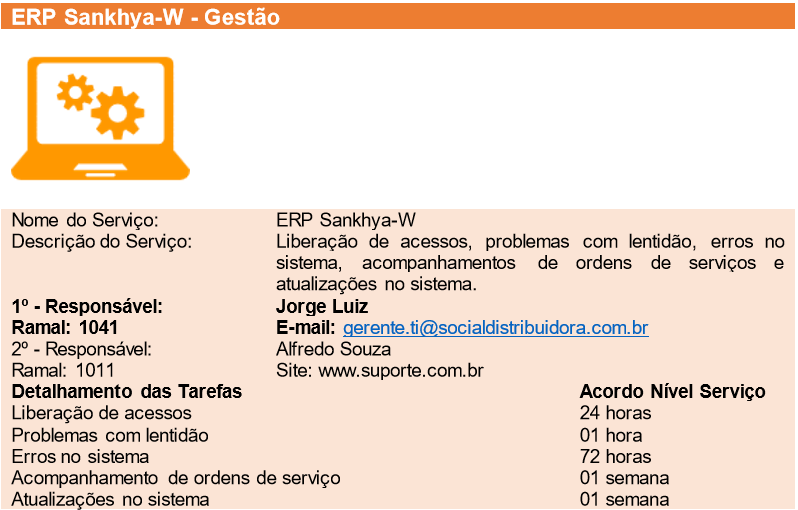 ERP Sankhya-W - Gestão
Nome do Serviço: ERP Sankhya-W
Descrição do Serviço: Liberação de acessos, problemas com lentidão, erros no
sistema, acompanhamentos de ordens de serviços e
atualizações no sistema.
1º - Responsável: Jorge Luiz
Ramal: 1041 E-mail: gerente.ti@socialdistribuidora.com.br
2º - Responsável: Alfredo Souza
Ramal: 1011 Site: www.suporte.com.br
Detalhamento das Tarefas Acordo Nível Serviço
Liberação de acessos 24 horas
Problemas com lentidão 01 hora
Erros no sistema 72 horas
Acompanhamento de ordens de serviço 01 semana
Atualizações no sistema 01 semana